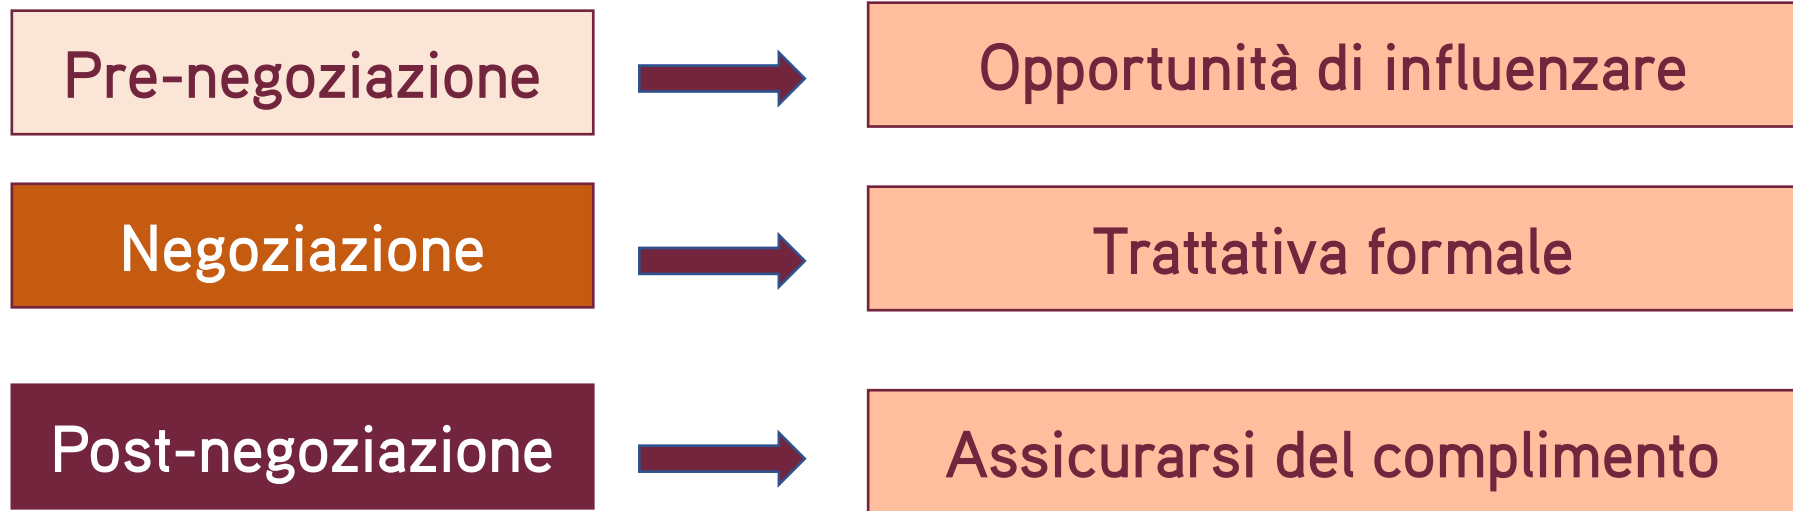 Pre-negoziazione
Opportunità di influenzare
Negoziazione
Trattativa formale
Post-negoziazione
Assicurarsi del complimento